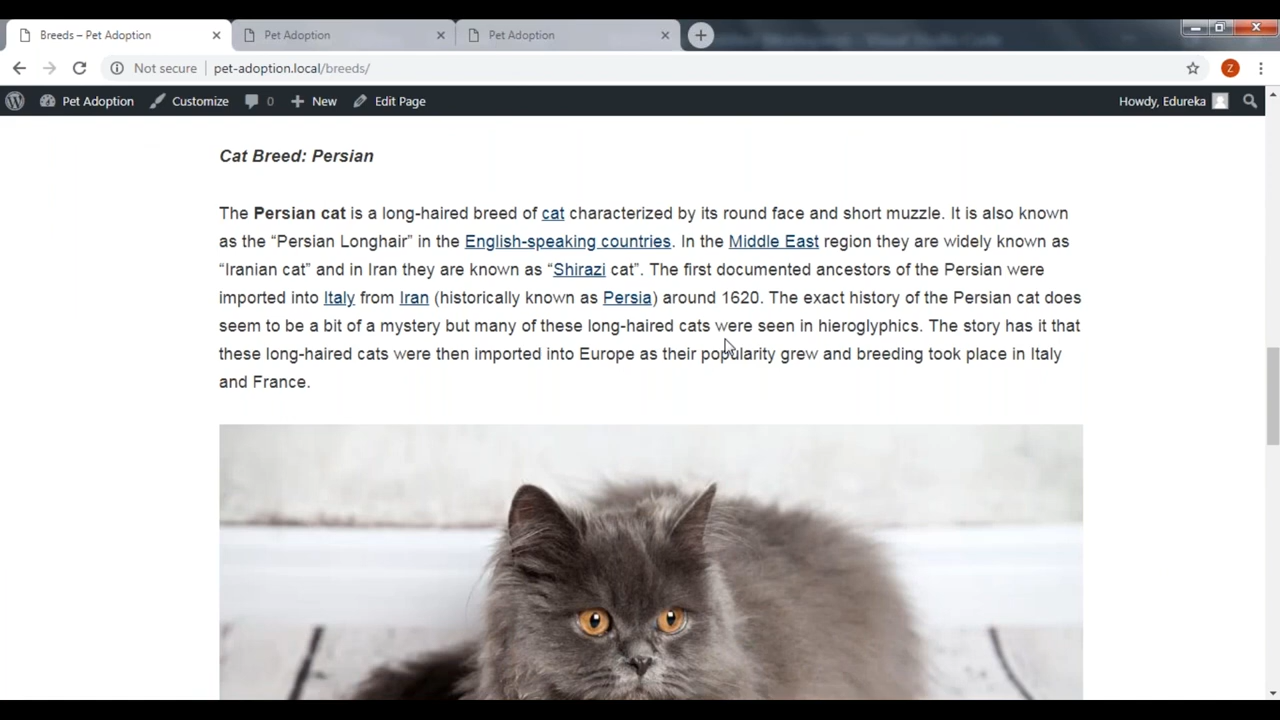 Breeds – Pet Adoption
Pet Adoption
Pet Adoption
Not secure
pet-adoption.local/breeds/
Z
Pet Adoption
Customize
0
New
Edit Page
Howdy, Edureka
Cat Breed: Persian
The Persian cat is a long-haired breed of cat characterized by its round face and short muzzle. It is also known
as the “Persian Longhair” in the English-speaking countries. In the Middle East region they are widely known as
“Iranian cat” and in Iran they are known as “Shirazi cat”. The first documented ancestors of the Persian were
imported into Italy from Iran (historically known as Persia) around 1620. The exact history of the Persian cat does
seem to be a bit of a mystery but many of these long-haired cats were seen in hieroglyphics. The story has it that
these long-haired cats were then imported into Europe as their popularity grew and breeding took place in Italy
and France.